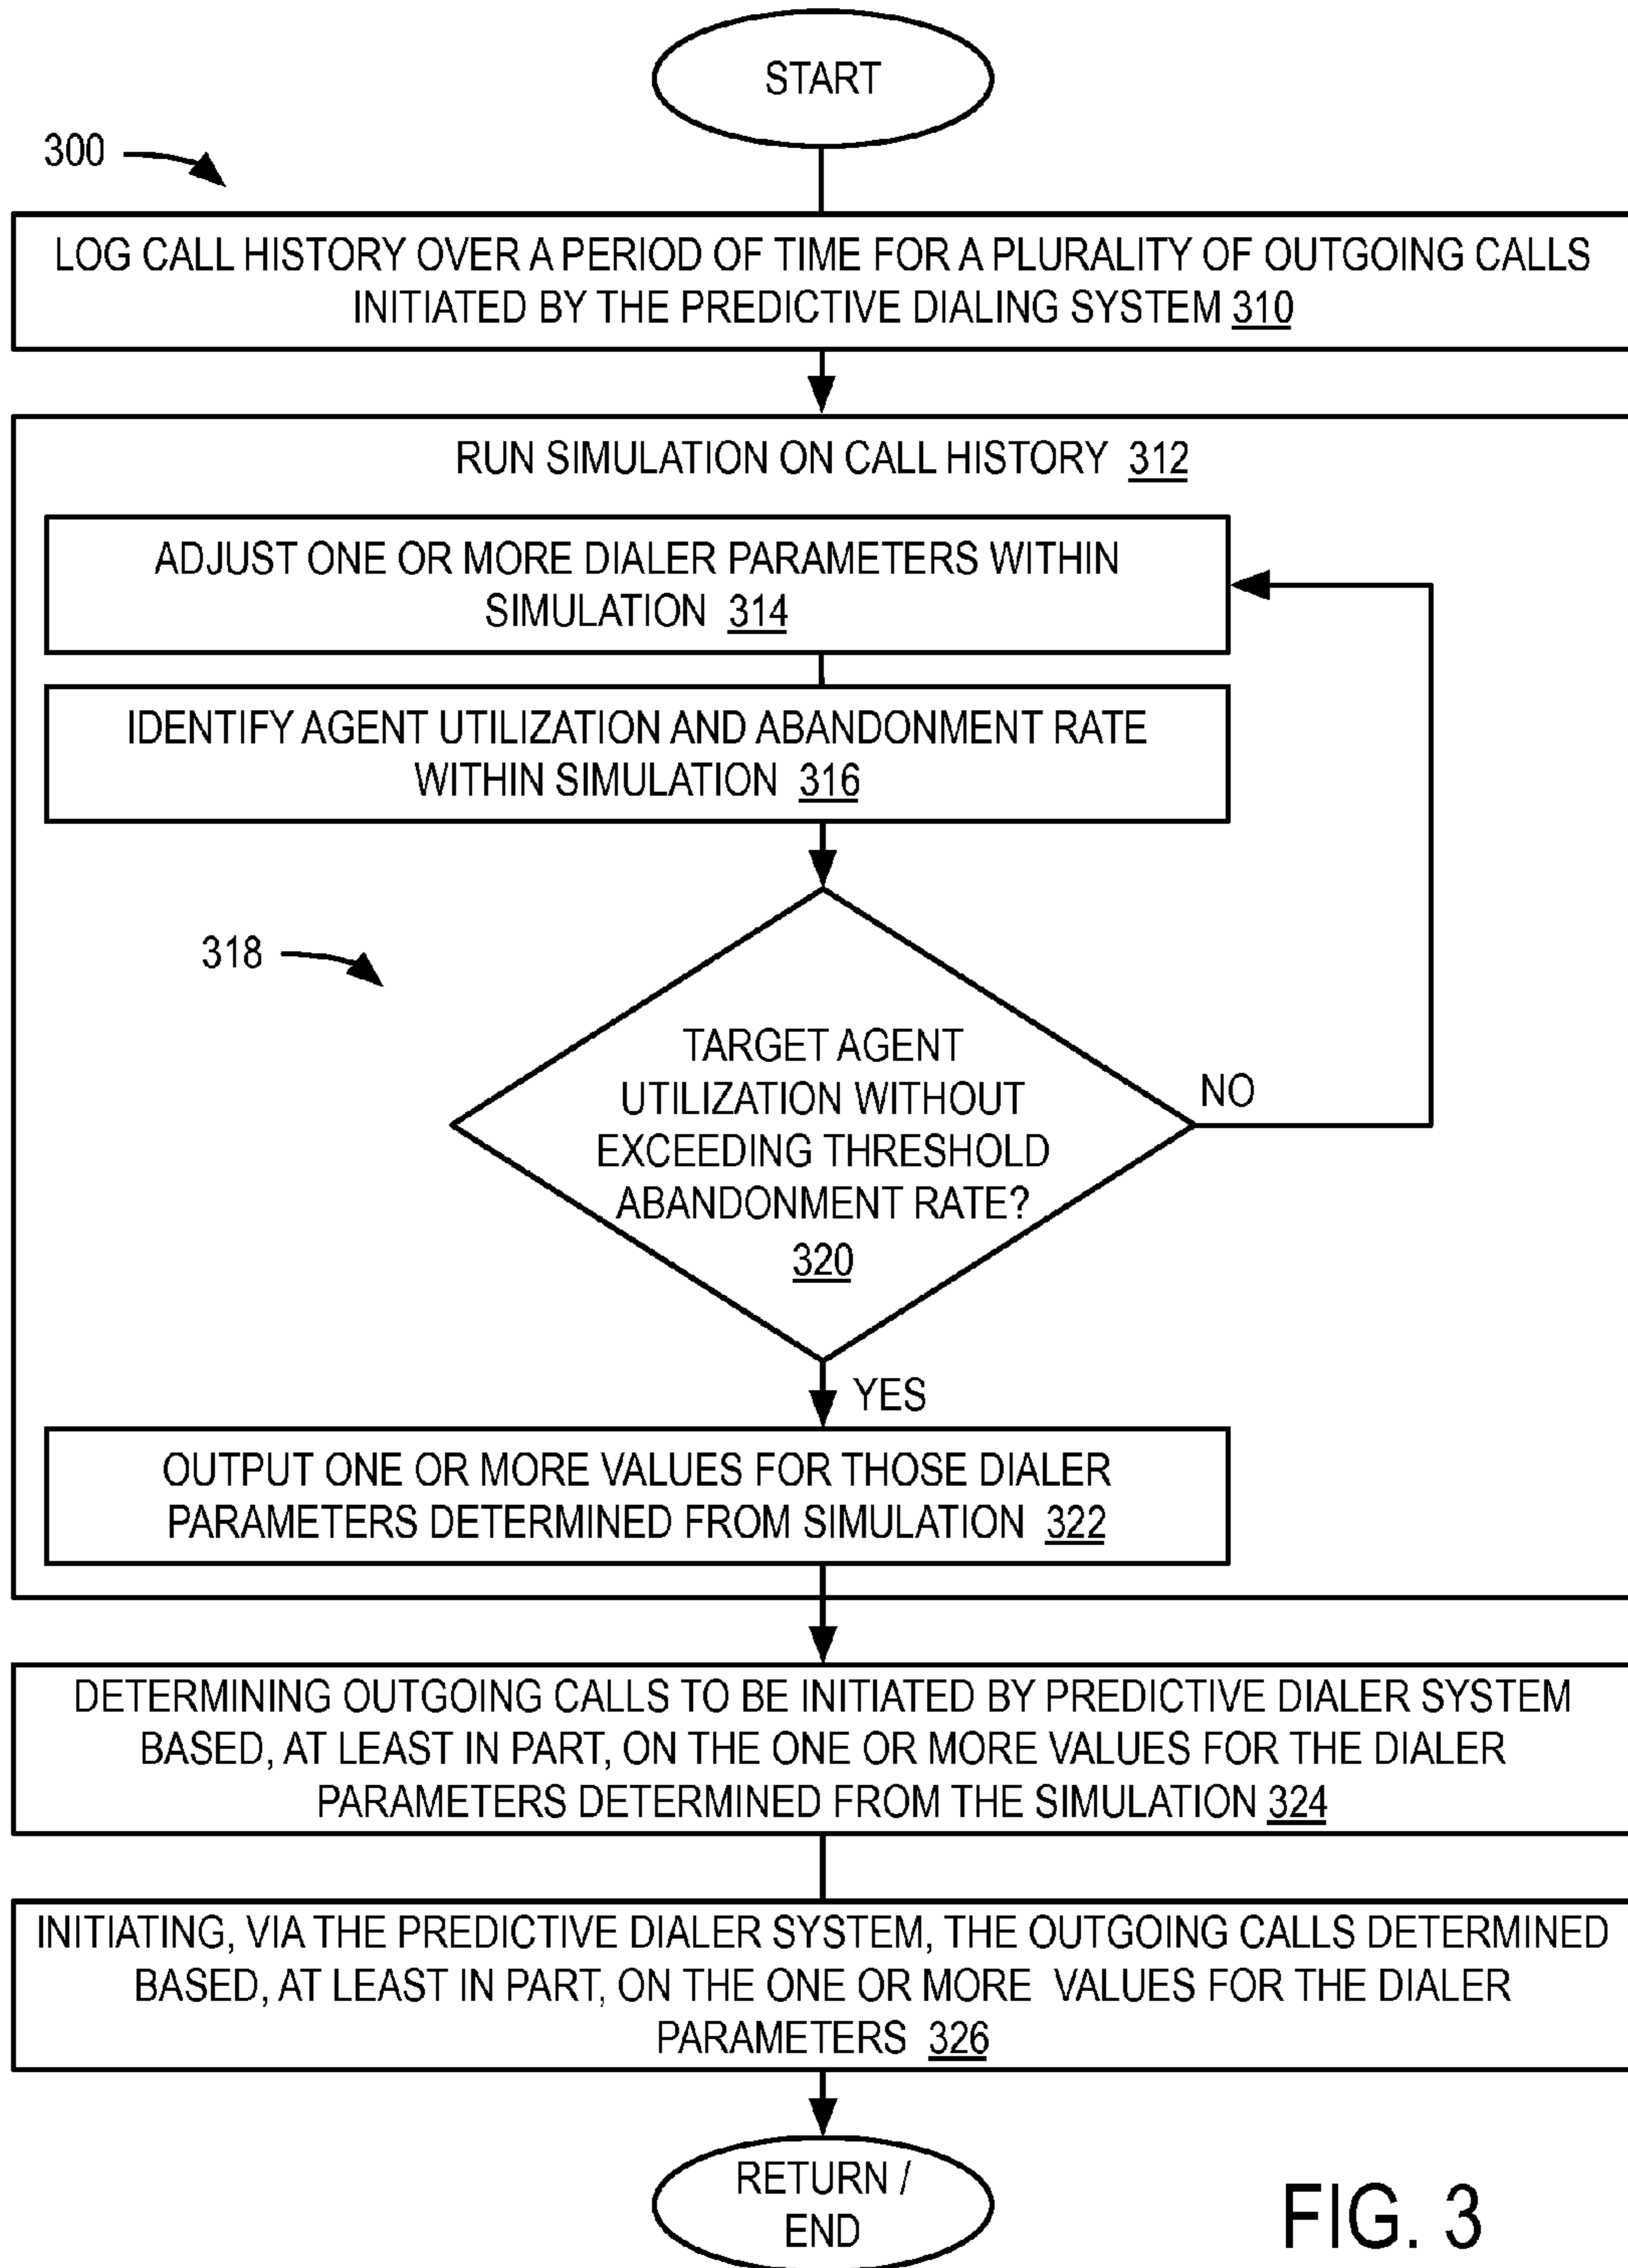 START
300
LOG CALL HISTORY OVER A PERIOD OF TIME FOR A PLURALITY OF OUTGOING CALLS
INITIATED BY THE PREDICTIVE DIALING SYSTEM 310
RUN SIMULATION ON CALL HISTORY 312
ADJUST ONE OR MORE DIALER PARAMETERS WITHIN
SIMULATION 314
IDENTIFY AGENT UTILIZATION AND ABANDONMENT RATE
WITHIN SIMULATION 316
318
TARGET AGENT
UTILIZATION WITHOUT
EXCEEDING THRESHOLD
ABANDONMENT RATE?
320
NO
YES
OUTPUT ONE OR MORE VALUES FOR THOSE DIALER
PARAMETERS DETERMINED FROM SIMULATION 322
DETERMINING OUTGOING CALLS TO BE INITIATED BY PREDICTIVE DIALER SYSTEM
BASED, AT LEAST IN PART, ON THE ONE OR MORE VALUES FOR THE DIALER
PARAMETERS DETERMINED FROM THE SIMULATION 324
INITIATING, VIA THE PREDICTIVE DIALER SYSTEM, THE OUTGOING CALLS DETERMINED
BASED, AT LEAST IN PART, ON THE ONE OR MORE VALUES FOR THE DIALER
PARAMETERS 326
RETURN /
END
FIG. 3